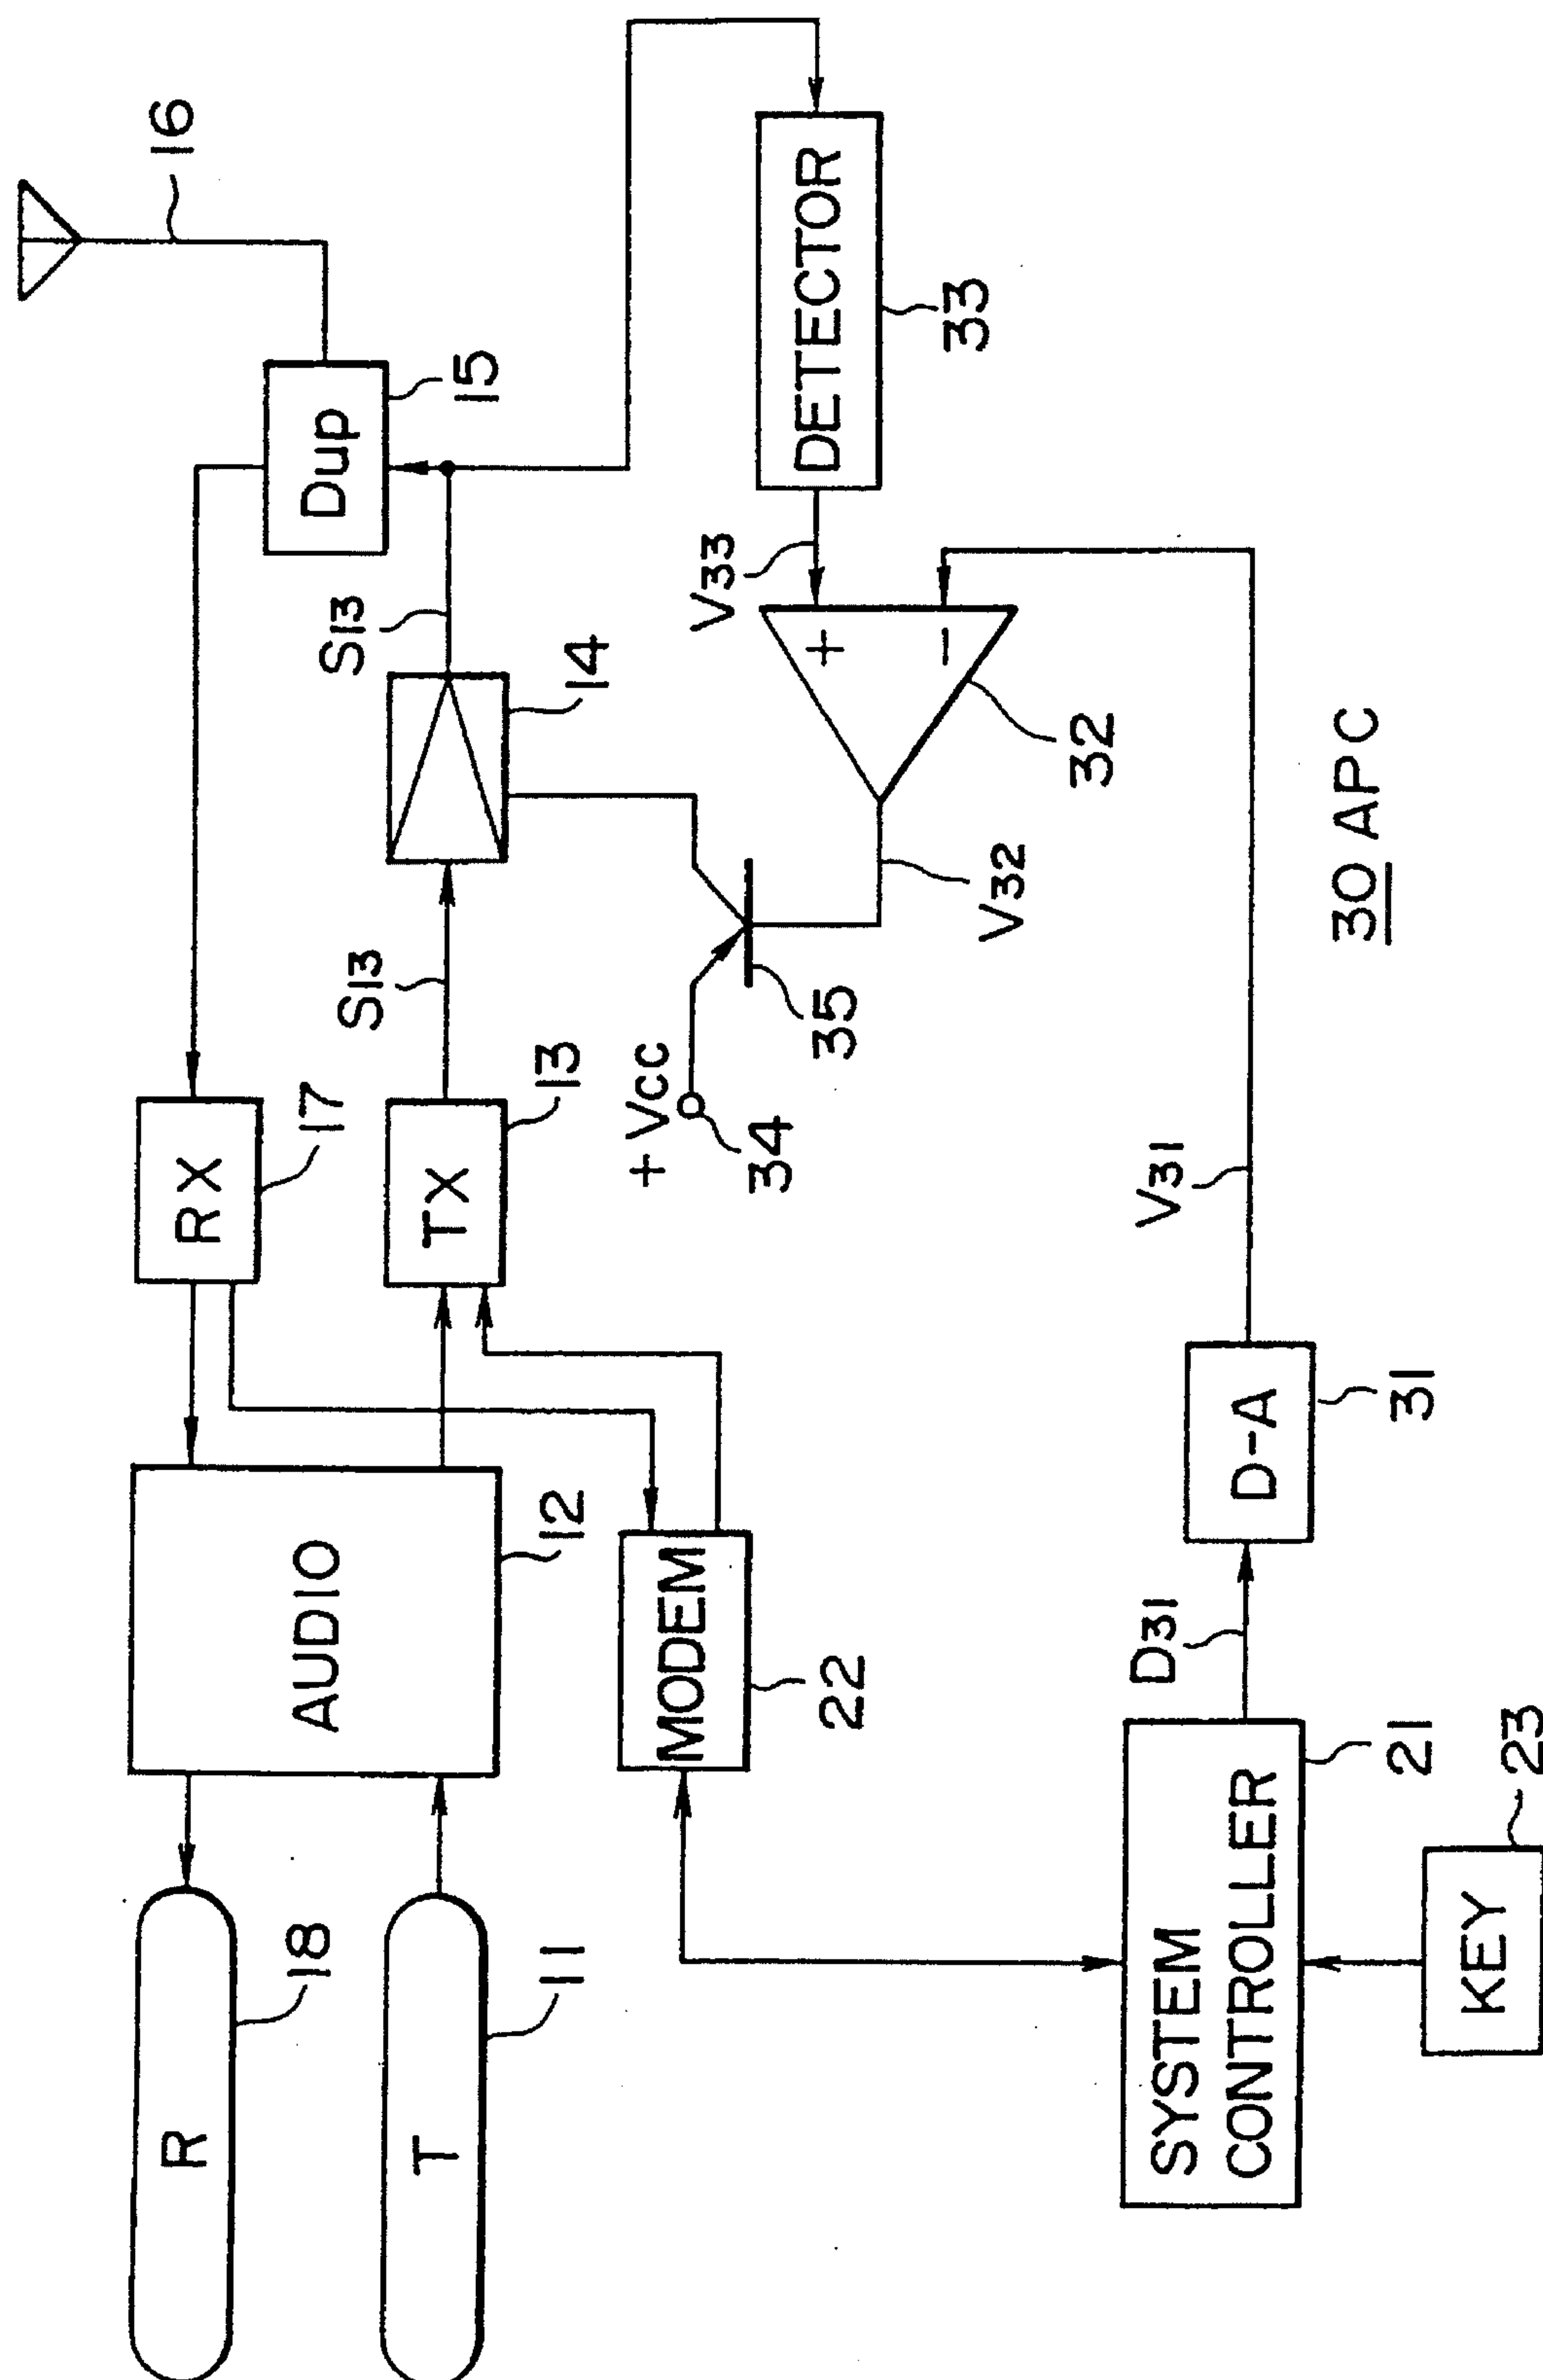 R
18
T
11
AUDIO
12
RX
17
TX
13
S13
14
S13
Dup
15
16
MODEM
22
+Vcc
34
35
V32
32
+
-
V33
DETECTOR
33
SYSTEM
CONTROLLER
21
KEY
23
D31
D-A
31
V31
30 APC